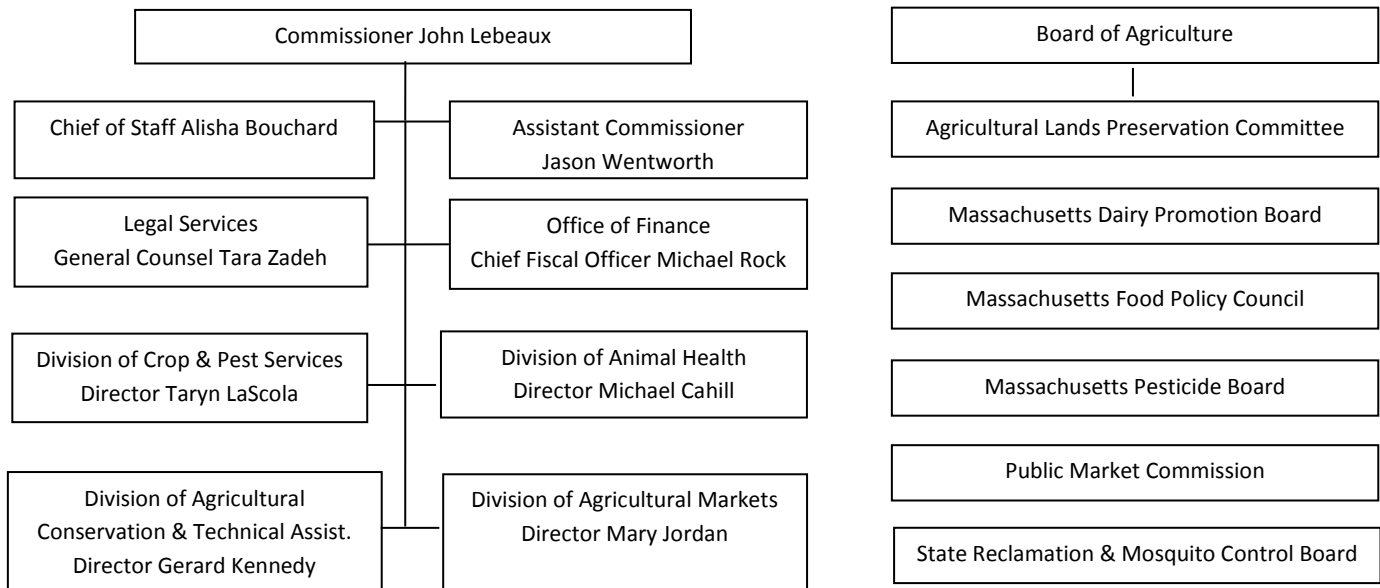 Commissioner John Lebeaux
Chief of Staff Alisha Bouchard
Assistant Commissioner
Jason Wentworth
Legal Services
General Counsel Tara Zadeh
Office of Finance
Chief Fiscal Officer Michael Rock
Division of Crop & Pest Services
Director Taryn LaScola
Division of Animal Health
Director Michael Cahill
Division of Agricultural
Conservation & Technical Assist.
Director Gerard Kennedy
Division of Agricultural Markets
Director Mary Jordan
Board of Agriculture
Agricultural Lands Preservation Committee
Massachusetts Dairy Promotion Board
Massachusetts Food Policy Council
Massachusetts Pesticide Board
Public Market Commission
State Reclamation & Mosquito Control Board